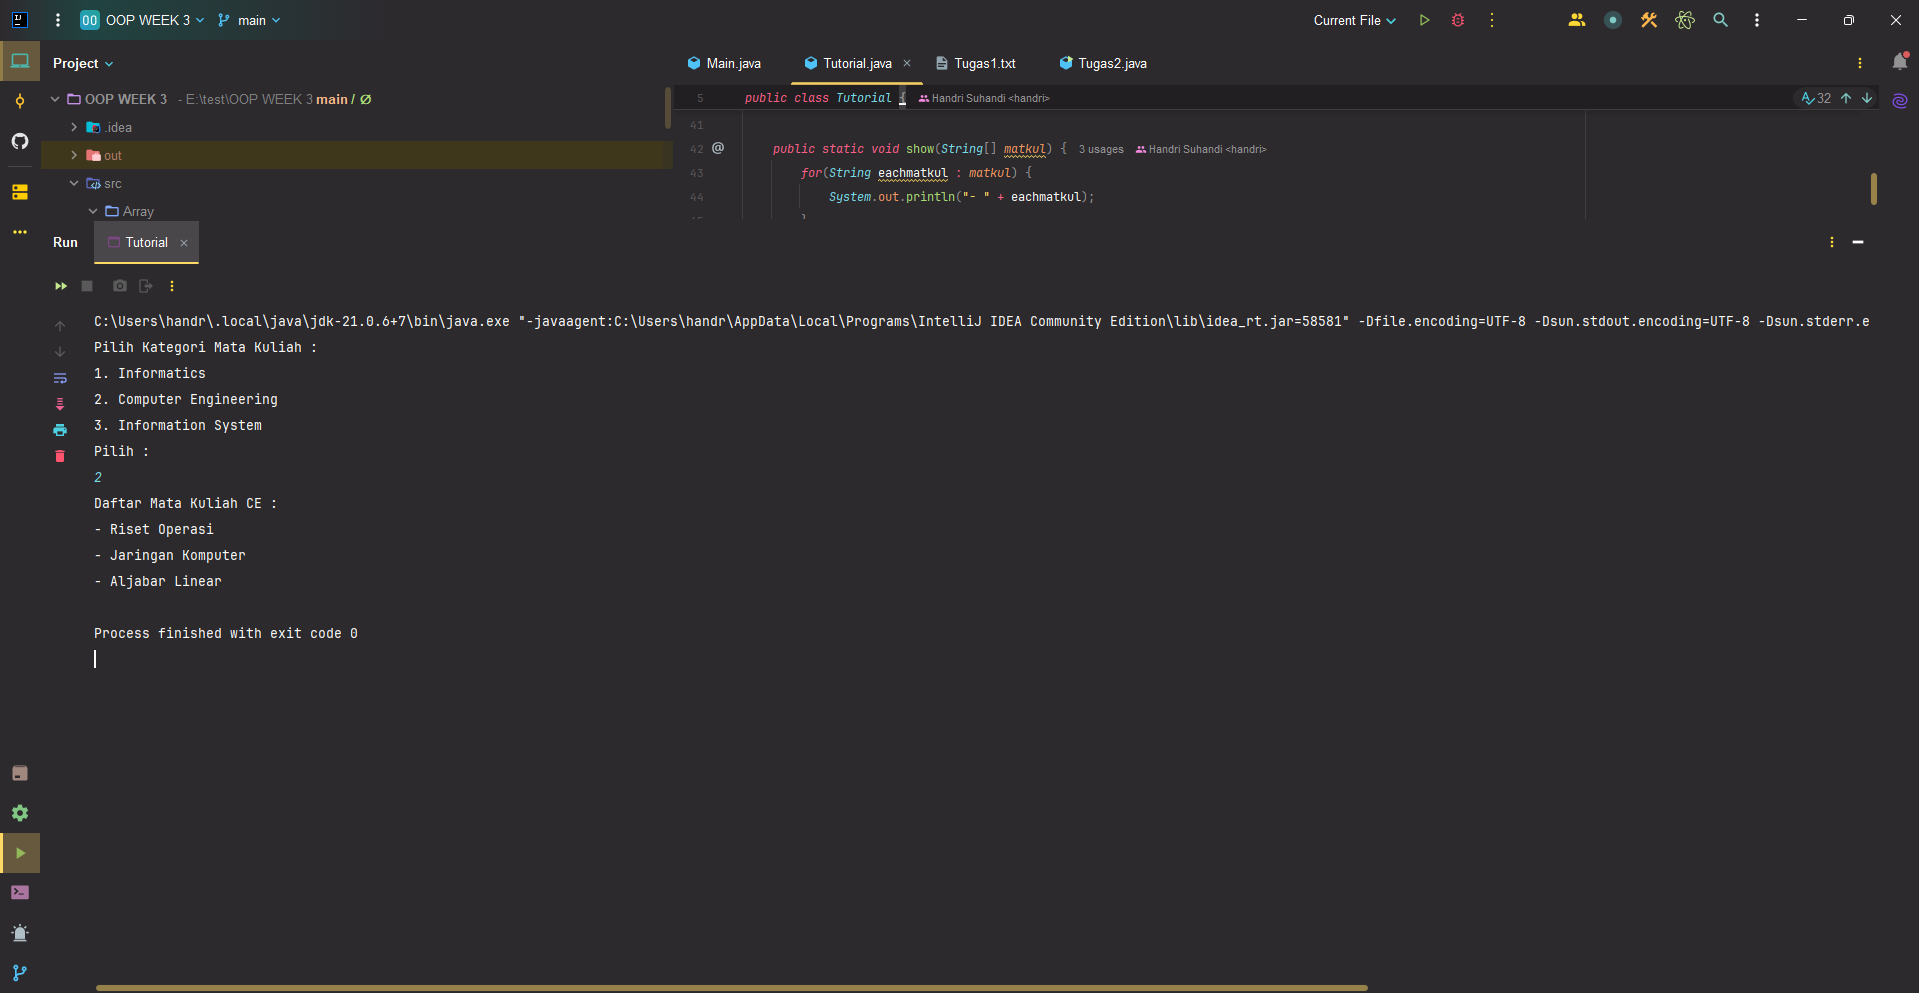 OO OOP WEEK 3 main Current File
Project
Main.java Tutorial.java Tugas1.txt Tugas2.java
OOP WEEK 3 - E:\test\OOP WEEK 3 main / Ø
5 public class Tutorial { Handri Suhandi <handri>
32
.idea
41
out
42 @ public static void show(String[] matkul) { 3 usages Handri Suhandi <handri>
43 for(String eachmatkul : matkul) {
src
44 System.out.println("- " + eachmatkul);
Array
Run Tutorial
C:\Users\handr\.local\java\jdk-21.0.6+7\bin\java.exe "-javaagent:C:\Users\handr\AppData\Local\Programs\IntelliJ IDEA Community Edition\lib\idea_rt.jar=58581" -Dfile.encoding=UTF-8 -Dsun.stdout.encoding=UTF-8 -Dsun.stderr.e
Pilih Kategori Mata Kuliah :
1. Informatics
2. Computer Engineering
3. Information System
Pilih :
2
Daftar Mata Kuliah CE :
- Riset Operasi
- Jaringan Komputer
- Aljabar Linear
Process finished with exit code 0